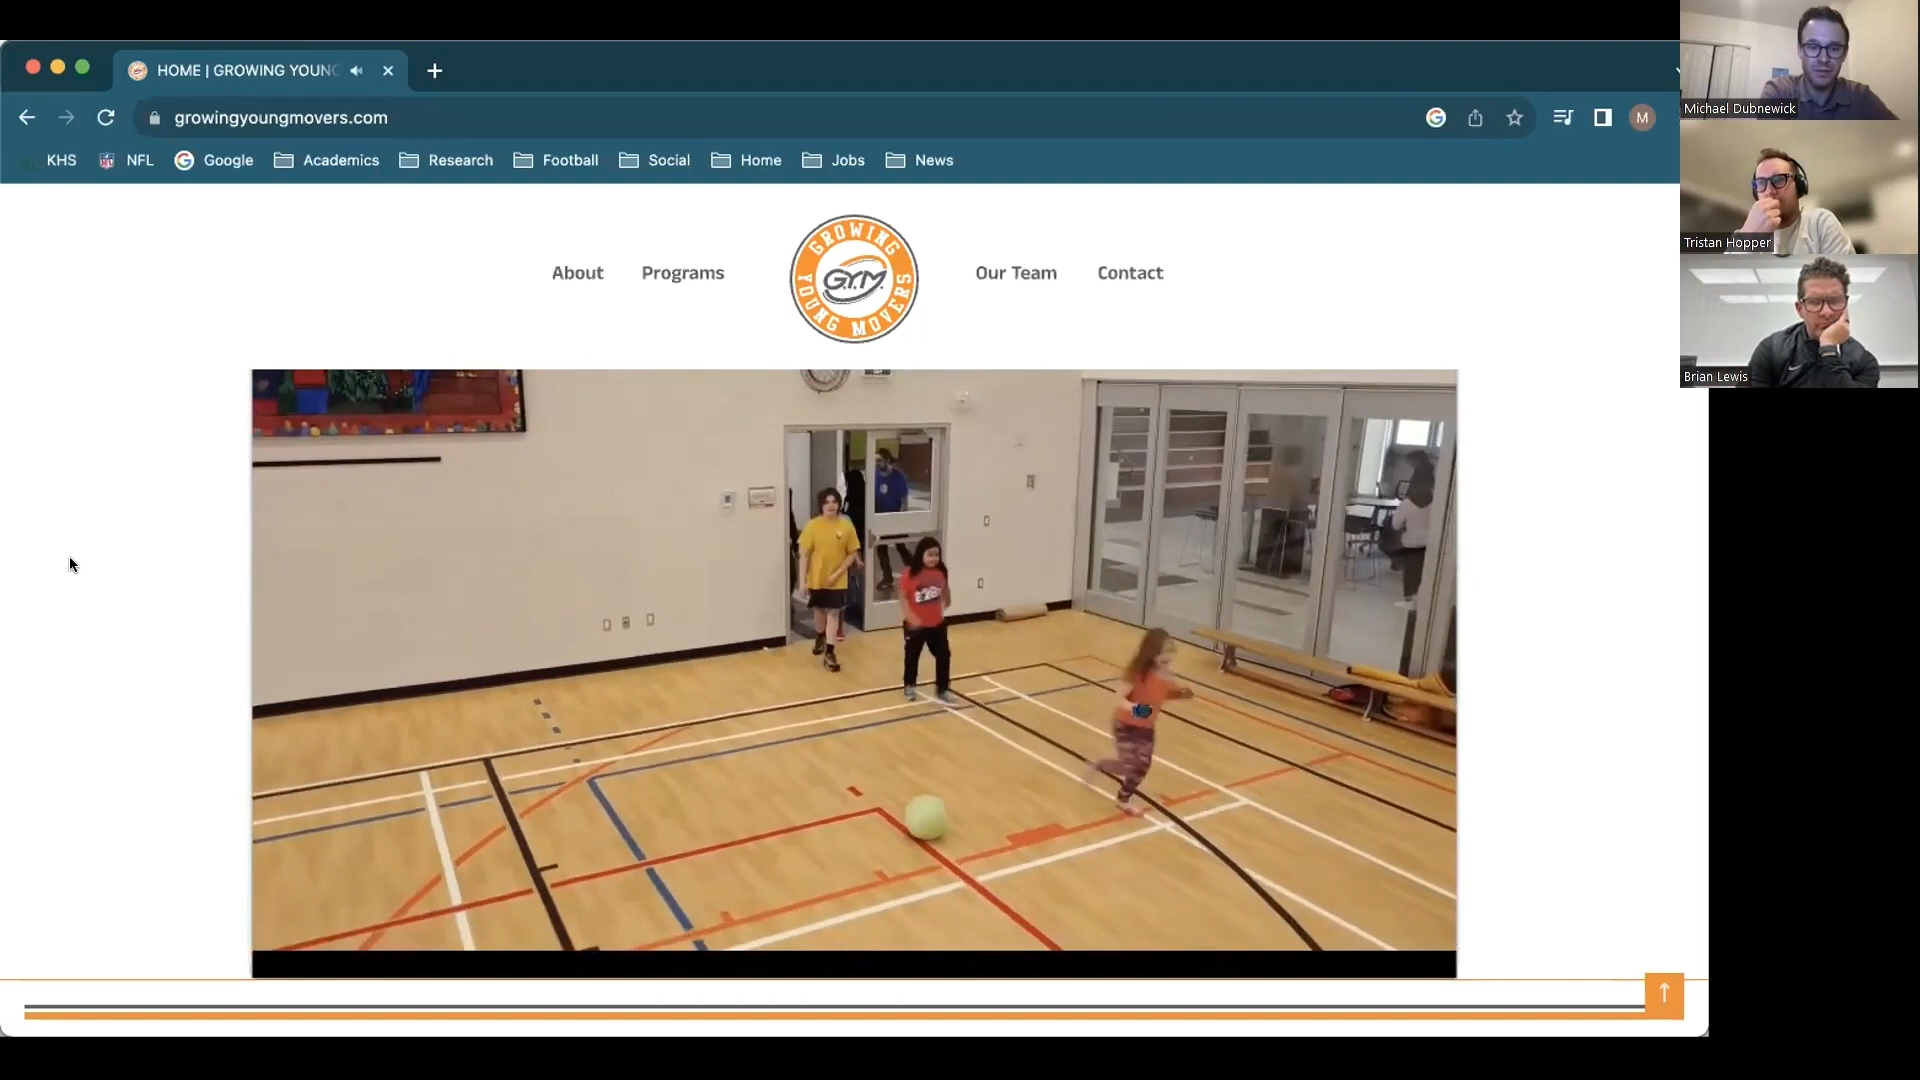 HOME | GROWING YOUNG
growingyoungmovers.com
M
KHS NFL Google Academics Research Football Social Home Jobs News
About Programs Our Team Contact
GROWING
G.Y.M.
YOUNG MOVERS
Michael Dubnewick
Tristan Hopper
Brian Lewis